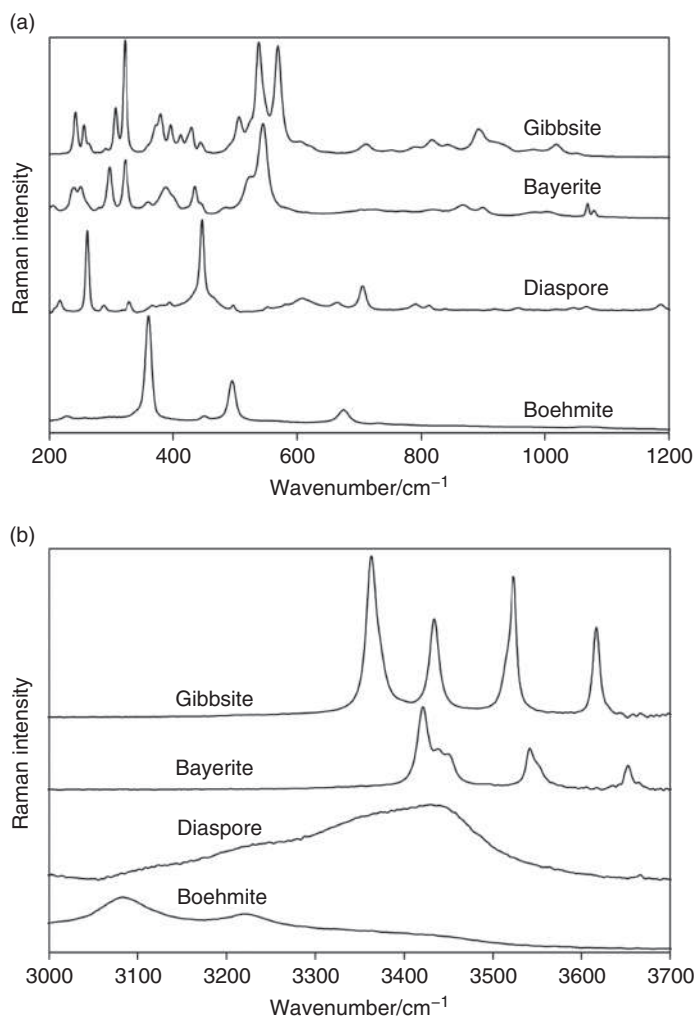 (a)
Gibbsite
Bayerite
Diaspore
Boehmite
Raman intensity
200 400 600 800 1000 1200
Wavenumber/cm⁻¹
(b)
Gibbsite
Bayerite
Diaspore
Boehmite
Raman intensity
3000 3100 3200 3300 3400 3500 3600 3700
Wavenumber/cm⁻¹